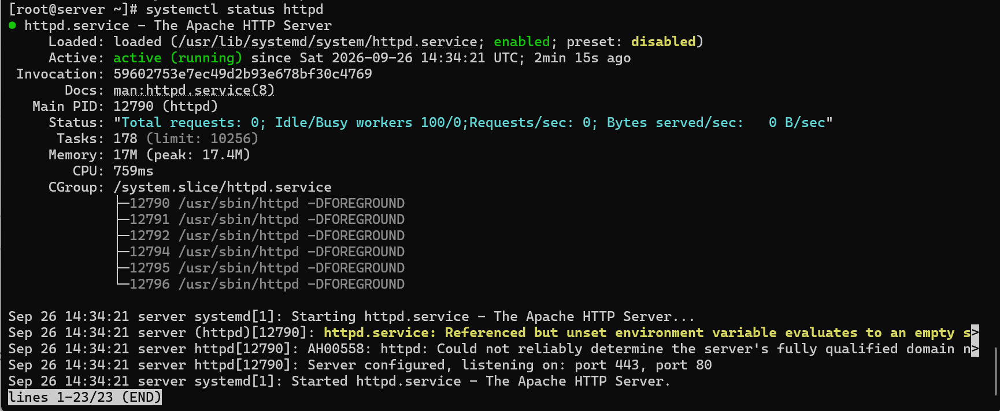 [root@server ~]# systemctl status httpd
● httpd.service - The Apache HTTP Server
     Loaded: loaded (/usr/lib/systemd/system/httpd.service; enabled; preset: disabled)
     Active: active (running) since Sat 2026-09-26 14:34:21 UTC; 2min 15s ago
 Invocation: 59602753e7ec49d2b93e678bf30c4769
       Docs: man:httpd.service(8)
   Main PID: 12790 (httpd)
     Status: "Total requests: 0; Idle/Busy workers 100/0;Requests/sec: 0; Bytes served/sec:   0 B/sec"
      Tasks: 178 (limit: 10256)
     Memory: 17M (peak: 17.4M)
        CPU: 759ms
     CGroup: /system.slice/httpd.service
             ├─12790 /usr/sbin/httpd -DFOREGROUND
             ├─12791 /usr/sbin/httpd -DFOREGROUND
             ├─12792 /usr/sbin/httpd -DFOREGROUND
             ├─12794 /usr/sbin/httpd -DFOREGROUND
             ├─12795 /usr/sbin/httpd -DFOREGROUND
             └─12796 /usr/sbin/httpd -DFOREGROUND

Sep 26 14:34:21 server systemd[1]: Starting httpd.service - The Apache HTTP Server...
Sep 26 14:34:21 server (httpd)[12790]: httpd.service: Referenced but unset environment variable evaluates to an empty s>
Sep 26 14:34:21 server httpd[12790]: AH00558: httpd: Could not reliably determine the server's fully qualified domain n>
Sep 26 14:34:21 server httpd[12790]: Server configured, listening on: port 443, port 80
Sep 26 14:34:21 server systemd[1]: Started httpd.service - The Apache HTTP Server.
lines 1-23/23 (END)